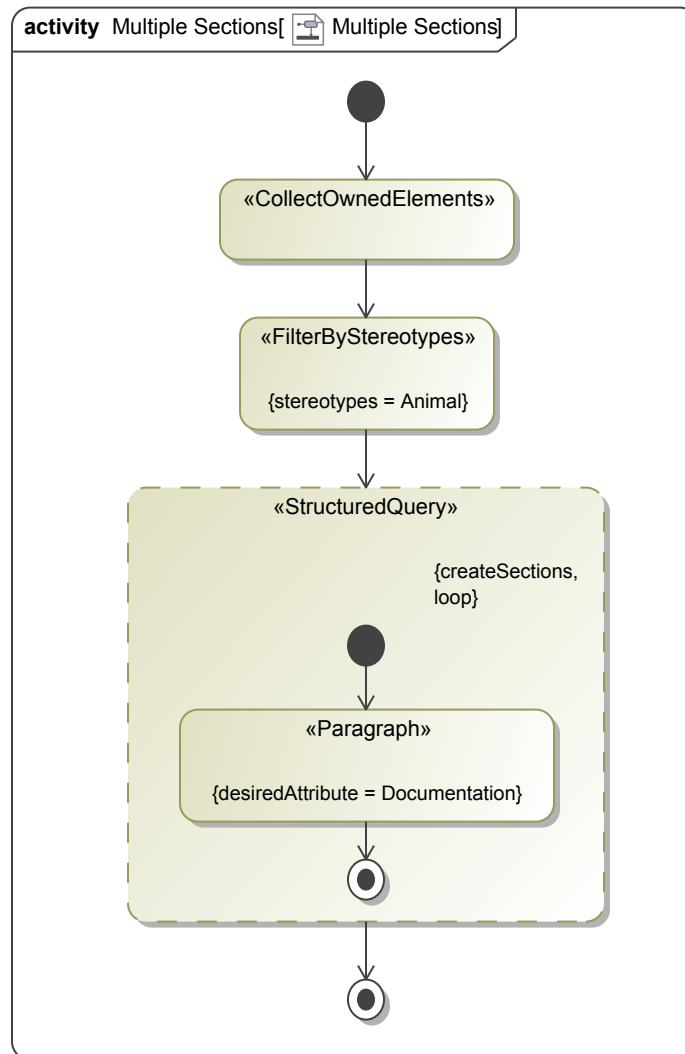 activity Multiple Sections[ Multiple Sections]
«CollectOwnedElements»
«FilterByStereotypes»
{stereotypes = Animal}
«StructuredQuery»
{createSections,
loop}
«Paragraph»
{desiredAttribute = Documentation}